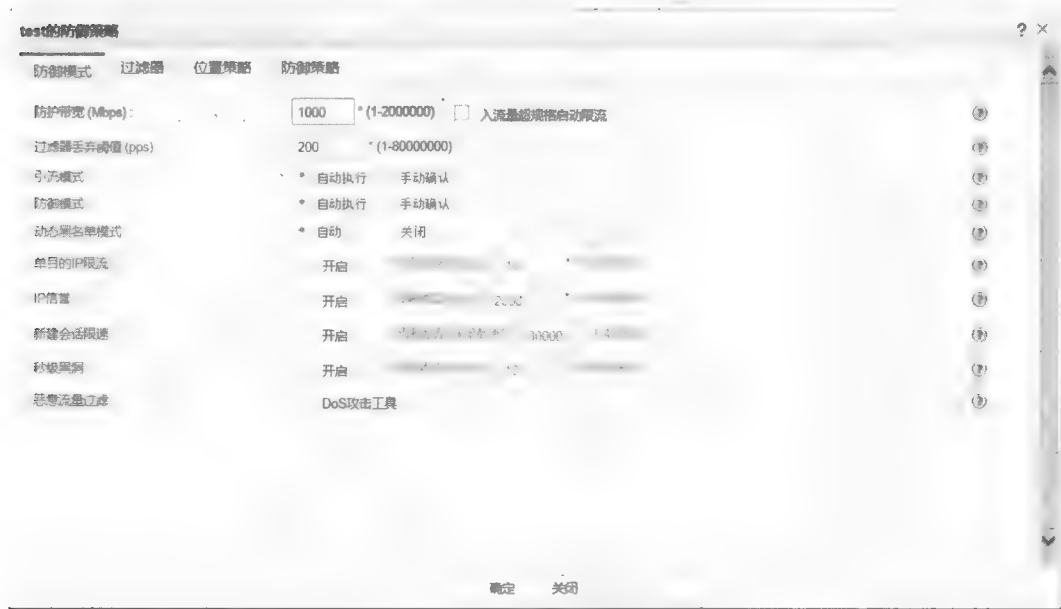 test的防御策略 ? ×
防御模式 过滤器 位置策略 防御策略
防护带宽 (Mbps) : 1000 * (1-2000000) 入流量超规格自动限流
过滤器丢弃阈值 (pps) 200 * (1-80000000)
引流模式 * 自动执行 手动确认
防御模式 * 自动执行 手动确认
动态黑名单模式 * 自动 关闭
单目的IP限流 开启
IP信誉 开启 2000
新建会话限速 开启 30000
秒级黑洞 开启
恶意流量过滤 DoS攻击工具
确定 关闭